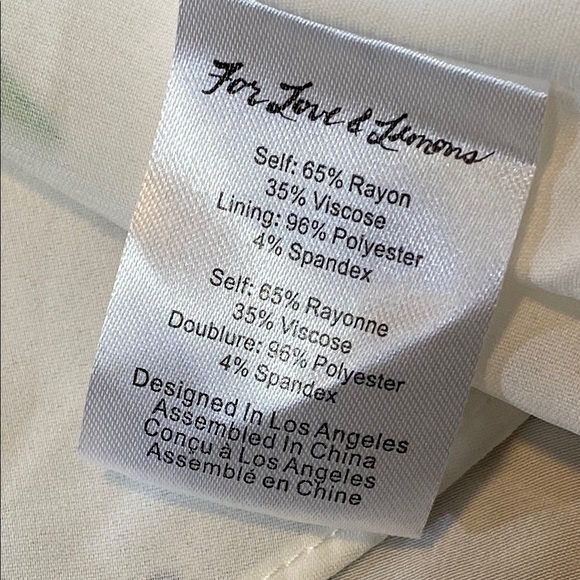 For Love & Lemons
Self: 65% Rayon
35% Viscose
Lining: 96% Polyester
4% Spandex
Self: 65% Rayonne
35% Viscose
Doublure: 96% Polyester
4% Spandex
Designed In Los Angeles
Assembled In China
Conçu à Los Angeles
Assemblé en Chine